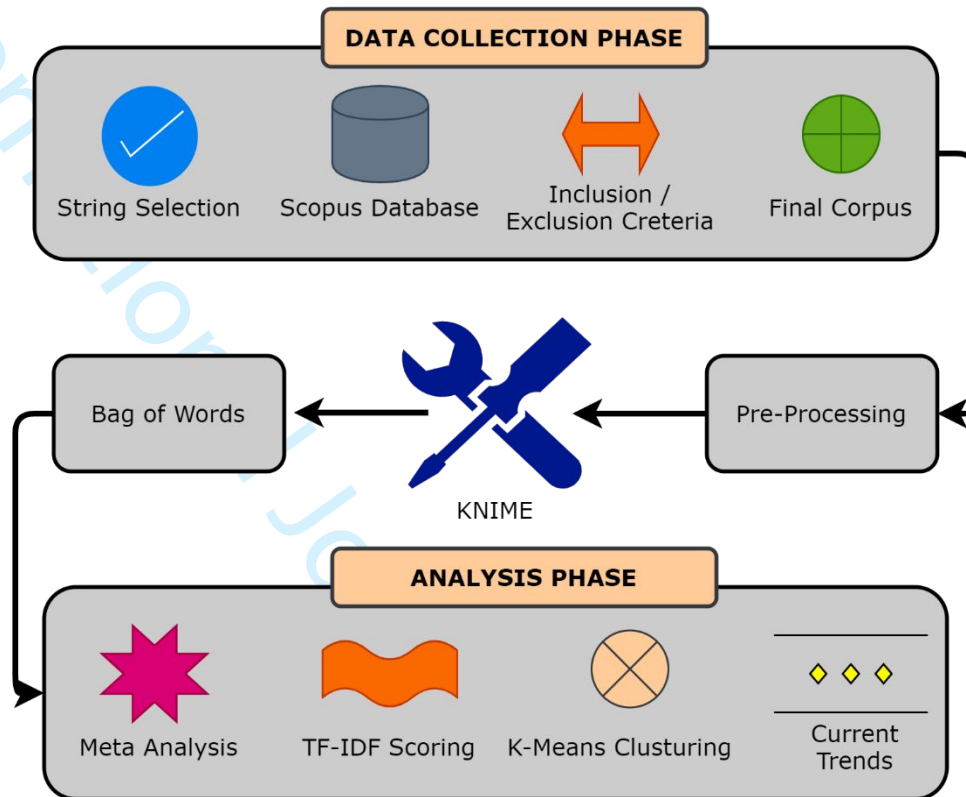 DATA COLLECTION PHASE
String Selection
Scopus Database
Inclusion /
Exclusion Creteria
Final Corpus
Bag of Words
KNIME
Pre-Processing
ANALYSIS PHASE
Meta Analysis
TF-IDF Scoring
K-Means Clusturing
Current
Trends